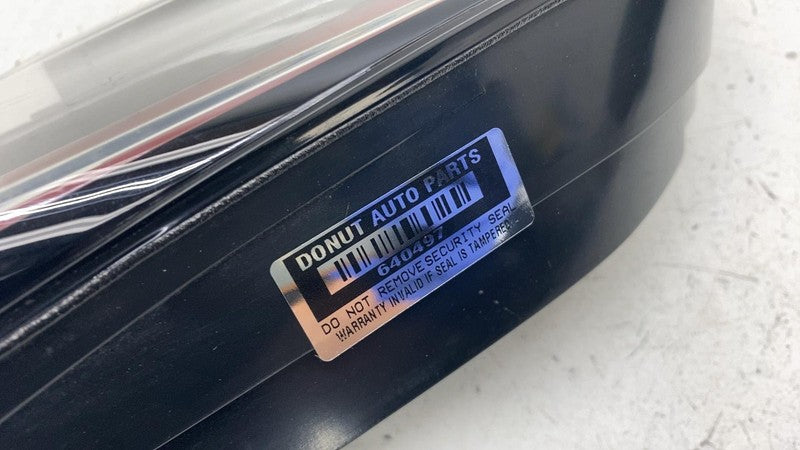 DONUT AUTO PARTS
640497
DO NOT REMOVE SECURITY SEAL
WARRANTY INVALID IF SEAL IS TAMPERED